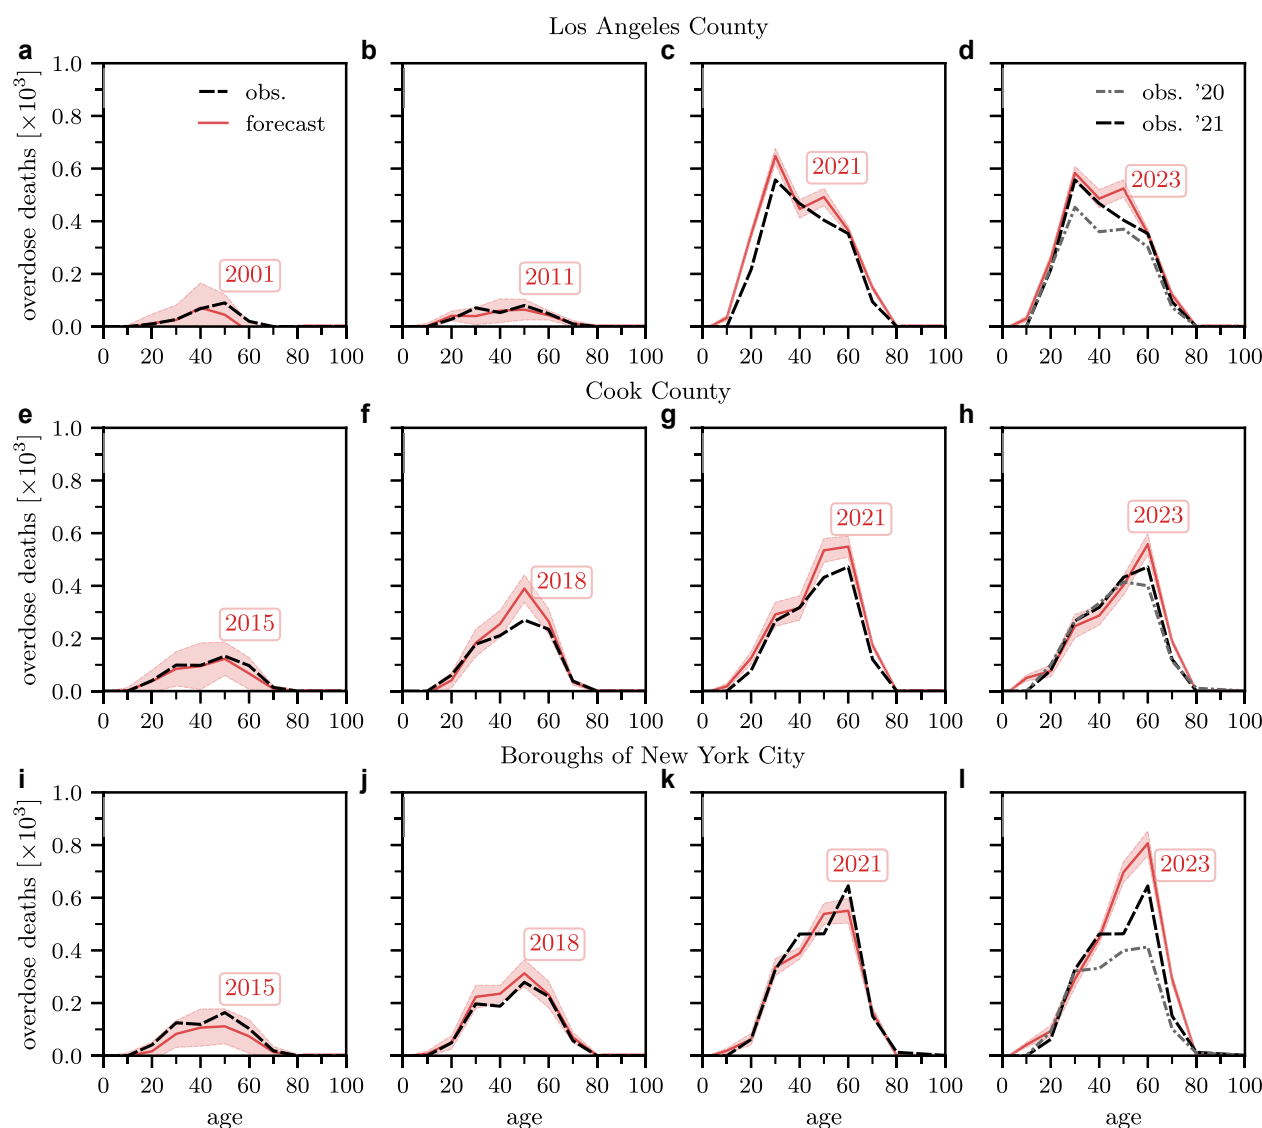 Los Angeles County
a b c d
overdose deaths [×10³]
1.0
0.8
0.6
0.4
0.2
0.0
obs.
forecast
2001
2011
2021
obs. '20
obs. '21
2023
0 20 40 60 80 100 0 20 40 60 80 100 0 20 40 60 80 100 0 20 40 60 80 100
Cook County
e f g h
overdose deaths [×10³]
1.0
0.8
0.6
0.4
0.2
0.0
2015
2018
2021
2023
0 20 40 60 80 100 0 20 40 60 80 100 0 20 40 60 80 100 0 20 40 60 80 100
Boroughs of New York City
i j k l
overdose deaths [×10³]
1.0
0.8
0.6
0.4
0.2
0.0
2015
2018
2021
2023
0 20 40 60 80 100 0 20 40 60 80 100 0 20 40 60 80 100 0 20 40 60 80 100
age age age age